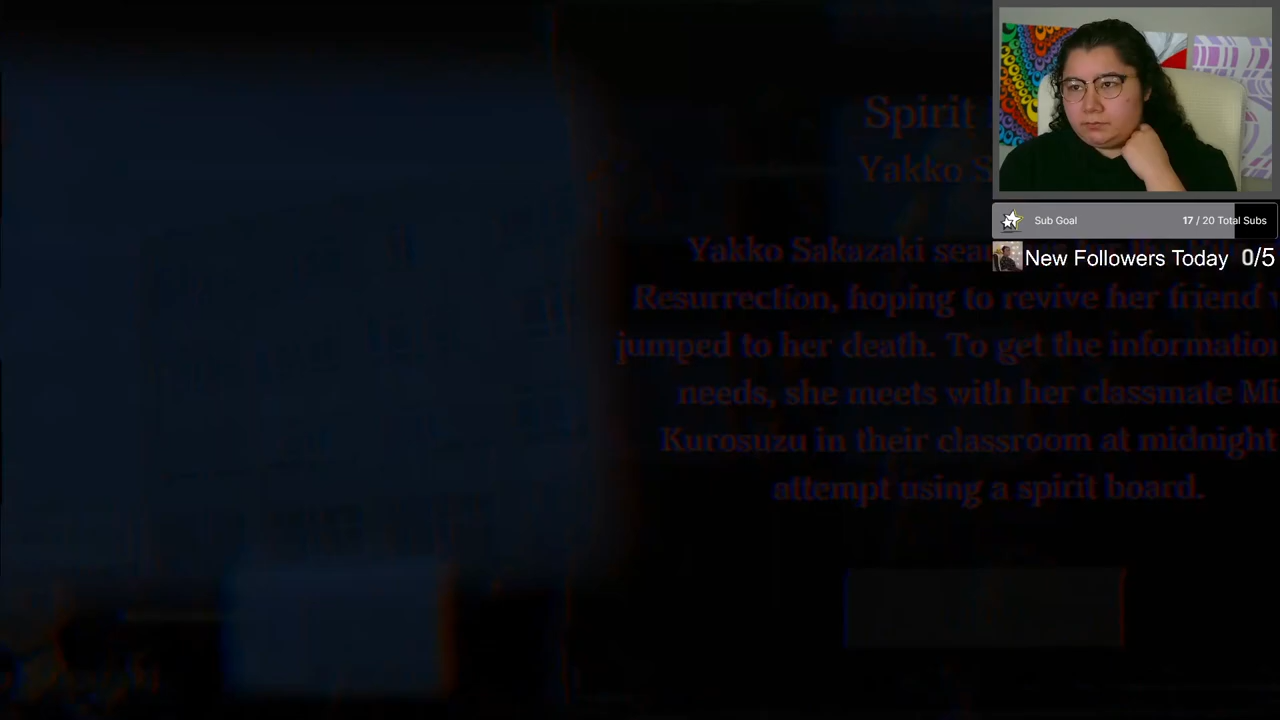 Spirit
Yakko
Yakko Sakazaki
Resurrection, hoping to revive her friend
jumped to her death. To get the information
needs, she meets with her classmate
Kurosuzu in their classroom at midnight
attempt using a spirit board.
Sub Goal
17 / 20 Total Subs
New Followers Today 0/5